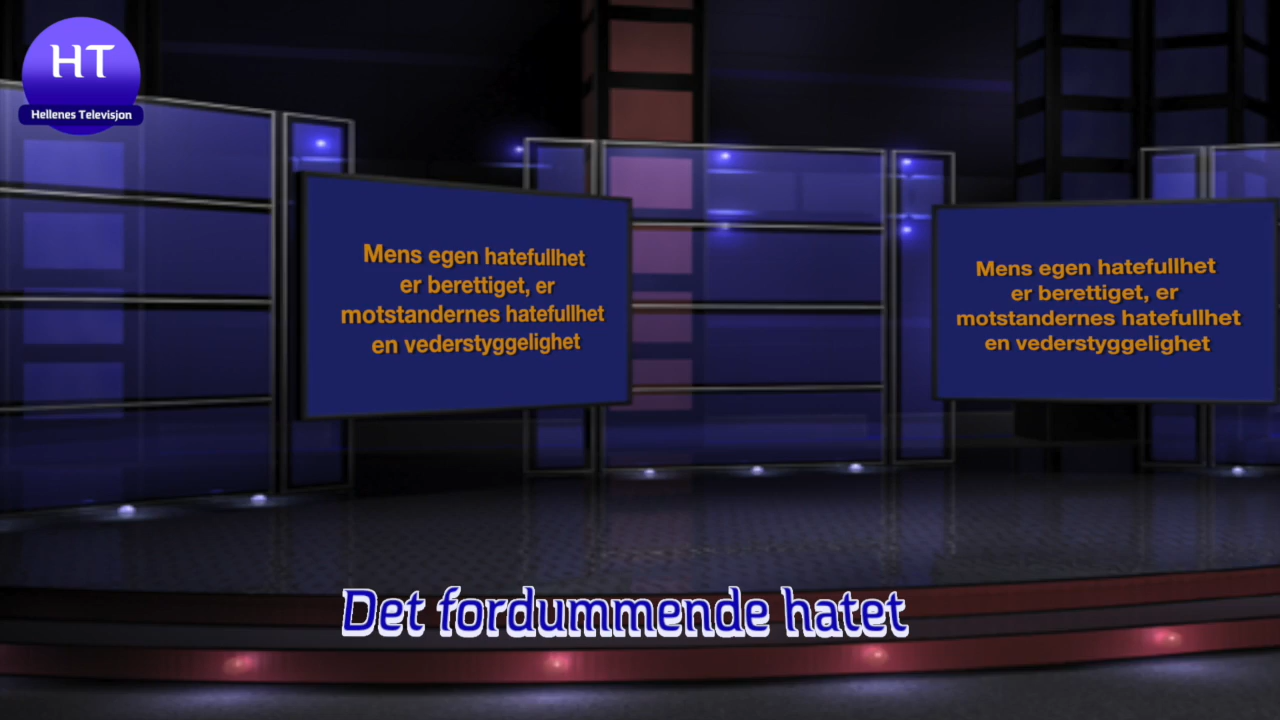 HT
Hellenes Televisjon
Mens egen hatefullhet
er berettiget, er
motstandernes hatefullhet
en vederstyggelighet
Mens egen hatefullhet
er berettiget, er
motstandernes hatefullhet
en vederstyggelighet
Det fordummende hatet